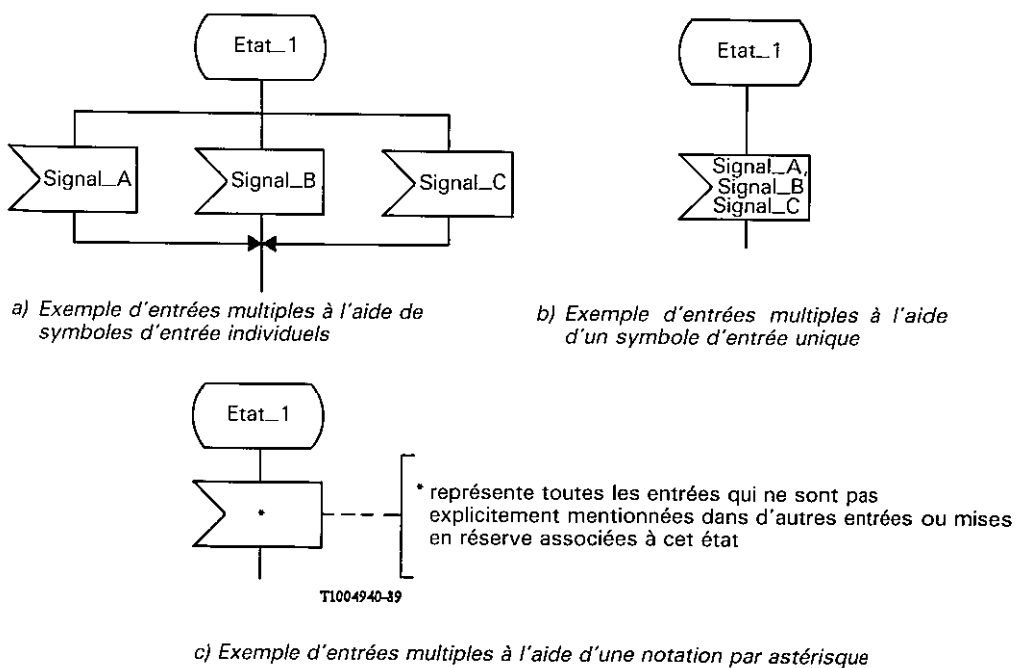 Etat_1
Signal_A
Signal_B
Signal_C
a) Exemple d'entrées multiples à l'aide de
symboles d'entrée individuels
Etat_1
Signal_A,
Signal_B
Signal_C
b) Exemple d'entrées multiples à l'aide
d'un symbole d'entrée unique
Etat_1
*
* représente toutes les entrées qui ne sont pas
explicitement mentionnées dans d'autres entrées ou mises
en réserve associées à cet état
T1004940-89
c) Exemple d'entrées multiples à l'aide d'une notation par astérisque